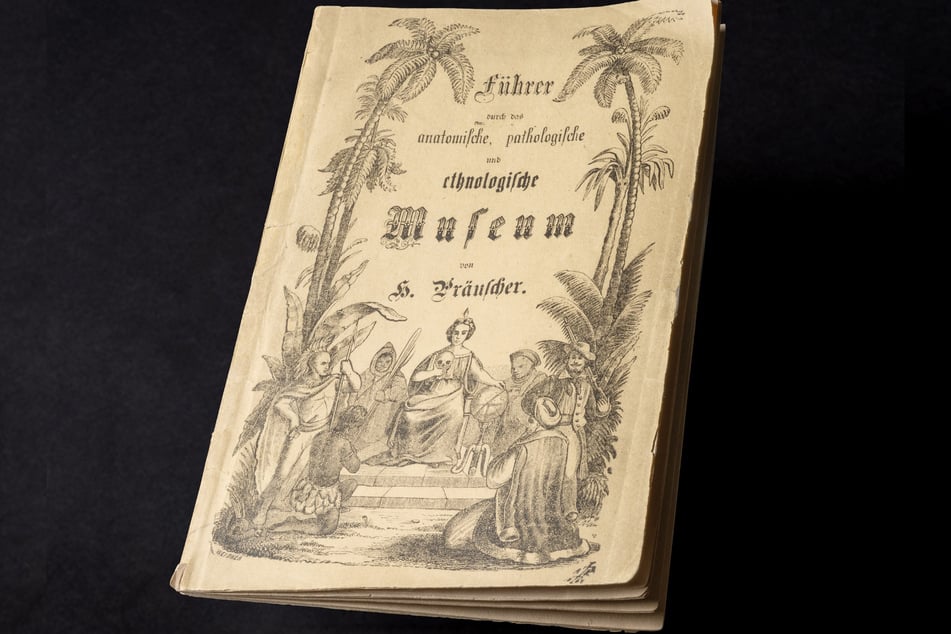 Führer
durch das
anatomische, pathologische
und
ethnologische
Museum
von
H. Präuscher.